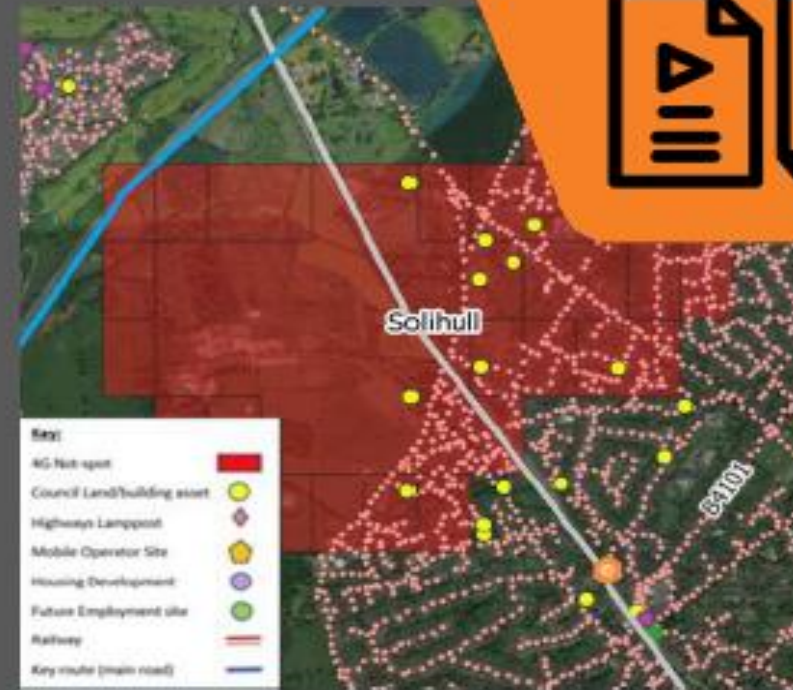 Solihull
B4101
Key:
4G Not-spot
Council Land/building asset
Highways Lamppost
Mobile Operator Site
Housing Development
Future Employment site
Railway
Key route (main road)